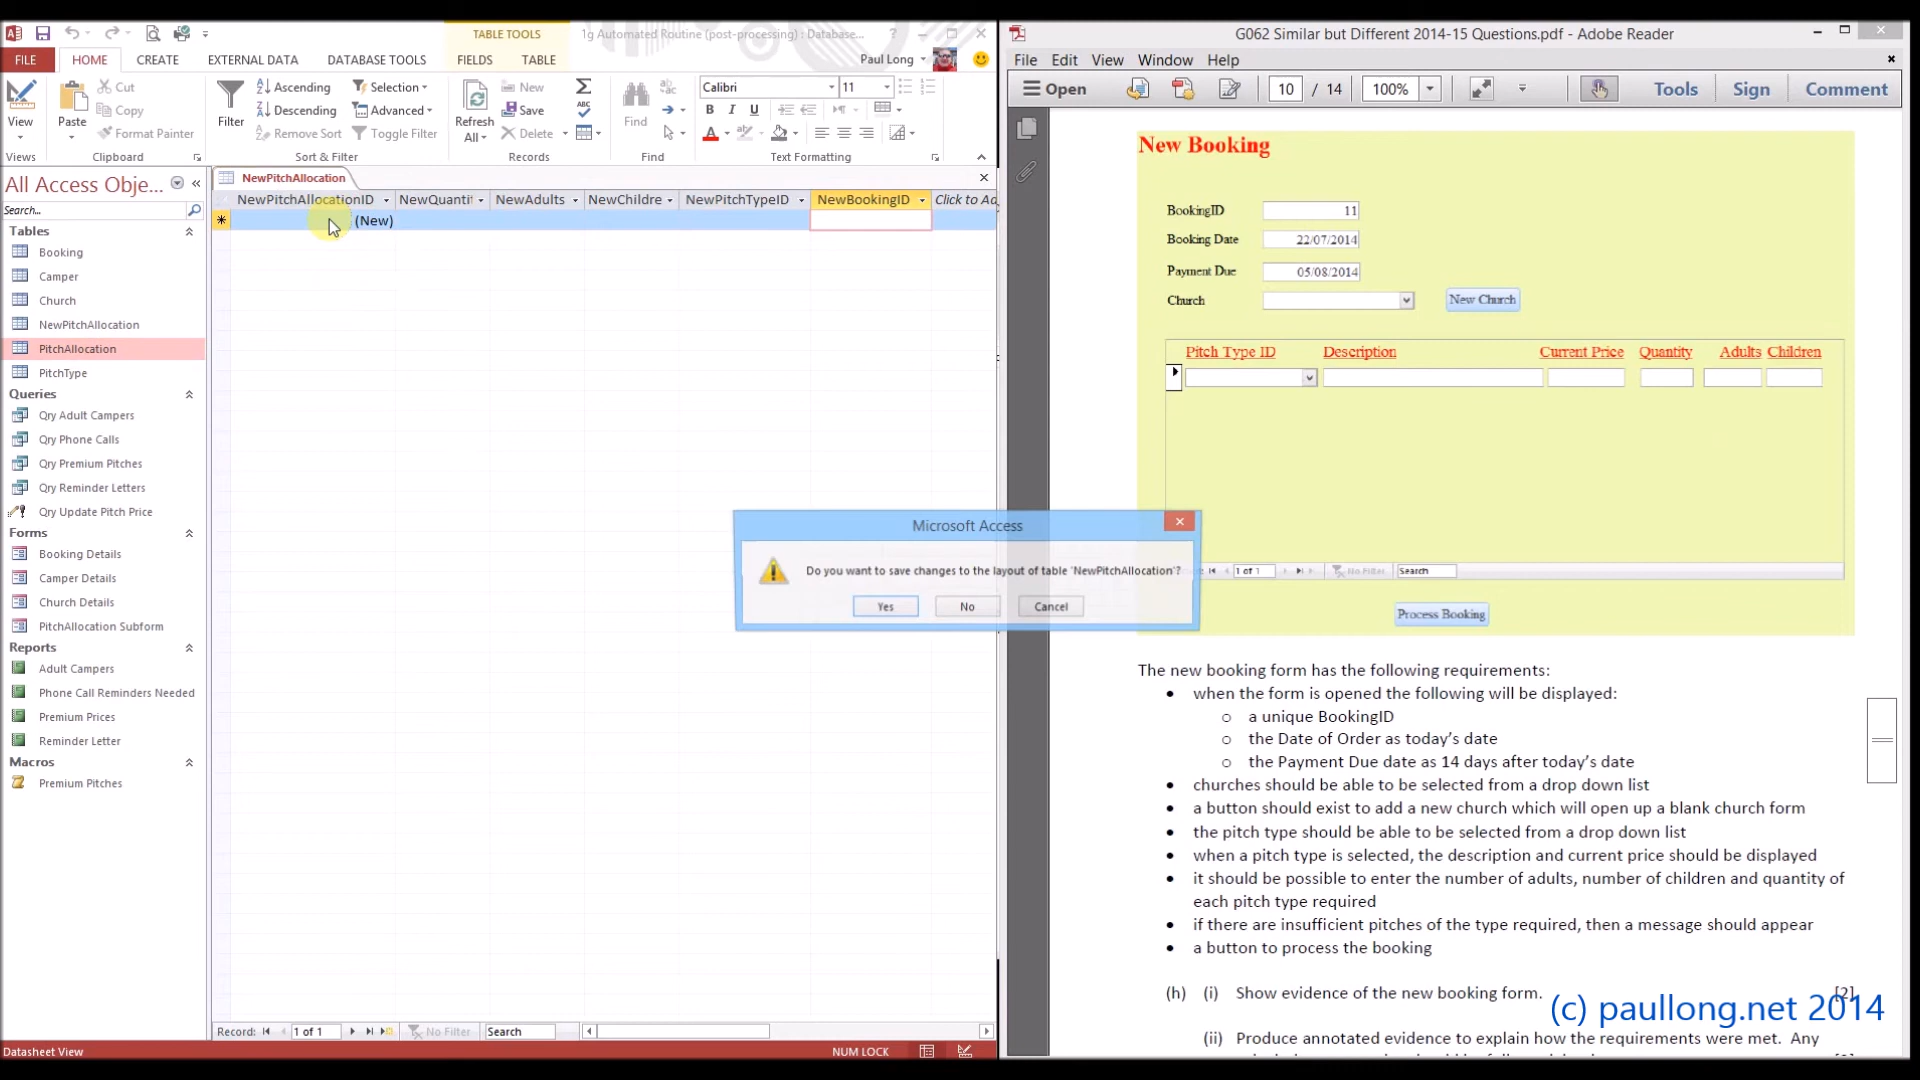 TABLE TOOLS
1g Automated Routine (post-processing) : Database...
FILE
HOME
CREATE
EXTERNAL DATA
DATABASE TOOLS
FIELDS
TABLE
Paul Long
View
Paste
Cut
Copy
Format Painter
Filter
Ascending
Descending
Remove Sort
Selection
Advanced
Toggle Filter
Refresh
All
New
Save
Delete
Find
Calibri
11
B I U
Views
Clipboard
Sort & Filter
Records
Find
Text Formatting
All Access Obje...
Search...
Tables
Booking
Camper
Church
NewPitchAllocation
PitchAllocation
PitchType
Queries
Qry Adult Campers
Qry Phone Calls
Qry Premium Pitches
Qry Reminder Letters
Qry Update Pitch Price
Forms
Booking Details
Camper Details
Church Details
PitchAllocation Subform
Reports
Adult Campers
Phone Call Reminders Needed
Premium Prices
Reminder Letter
Macros
Premium Pitches
NewPitchAllocation
NewPitchAllocationID NewQuanti NewAdults NewChildre NewPitchTypeID NewBookingID Click to Ad
(New)
Record: 1 of 1 No Filter Search
Datasheet View
NUM LOCK
Microsoft Access
Do you want to save changes to the layout of table 'NewPitchAllocation'?
Yes No Cancel
G062 Similar but Different 2014-15 Questions.pdf - Adobe Reader
File Edit View Window Help
Open 10 / 14 100% Tools Sign Comment
New Booking
BookingID 11
Booking Date 22/07/2014
Payment Due 05/08/2014
Church New Church
Pitch Type ID Description Current Price Quantity Adults Children
1 of 1 No Filter Search
Process Booking
The new booking form has the following requirements:
• when the form is opened the following will be displayed:
o a unique BookingID
o the Date of Order as today's date
o the Payment Due date as 14 days after today's date
• churches should be able to be selected from a drop down list
• a button should exist to add a new church which will open up a blank church form
• the pitch type should be able to be selected from a drop down list
• when a pitch type is selected, the description and current price should be displayed
• it should be possible to enter the number of adults, number of children and quantity of
each pitch type required
• if there are insufficient pitches of the type required, then a message should appear
• a button to process the booking
(h) (i) Show evidence of the new booking form. [2]
(c) paullong.net 2014
(ii) Produce annotated evidence to explain how the requirements were met. Any